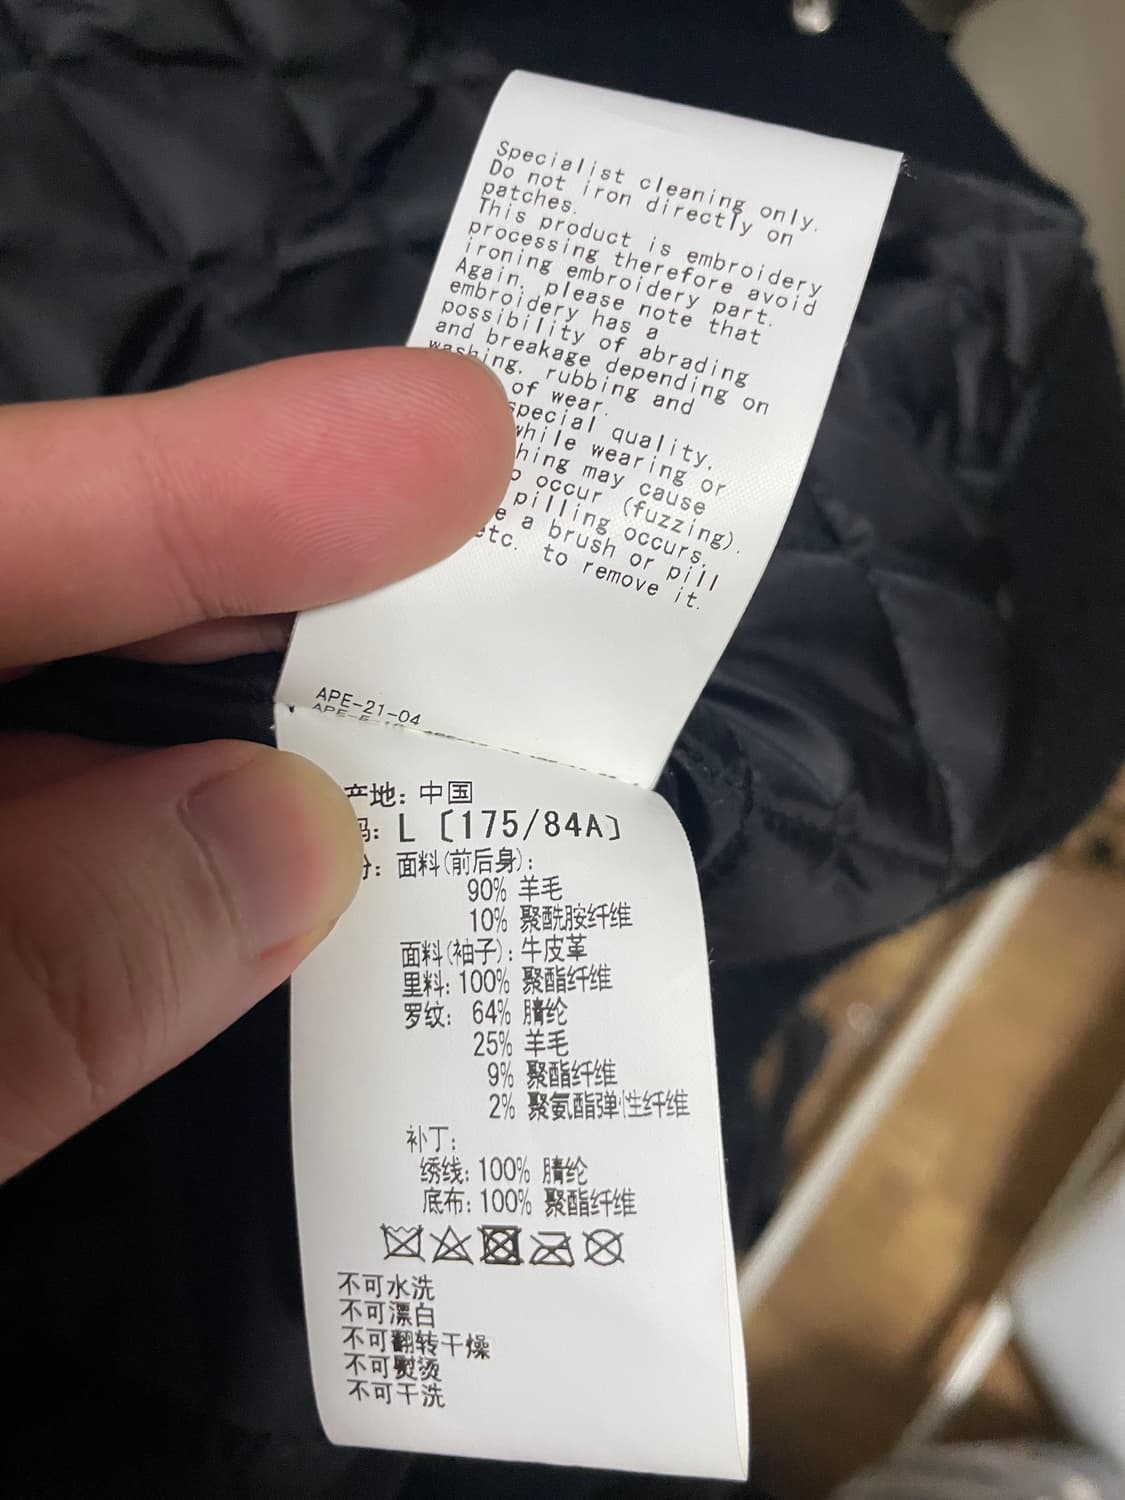 Specialist cleaning only.
Do not iron directly on
patches.
This product is embroidery
processing therefore avoid
ironing embroidery part.
Again, please note that
embroidery has a
possibility of abrading
and breakage depending on
washing, rubbing and
of wear.
special quality,
while wearing or
may cause
occur (fuzzing).
pilling occurs,
a brush or pill
etc. to remove it.
APE-21-04
产地: 中国
L [175/84A]
面料(前后身):
90% 羊毛
10% 聚酰胺纤维
面料(袖子): 牛皮革
里料: 100% 聚酯纤维
罗纹: 64% 腈纶
25% 羊毛
9% 聚酯纤维
2% 聚氨酯弹性纤维
补丁:
绣线: 100% 腈纶
底布: 100% 聚酯纤维
不可水洗
不可漂白
不可翻转干燥
不可熨烫
不可干洗